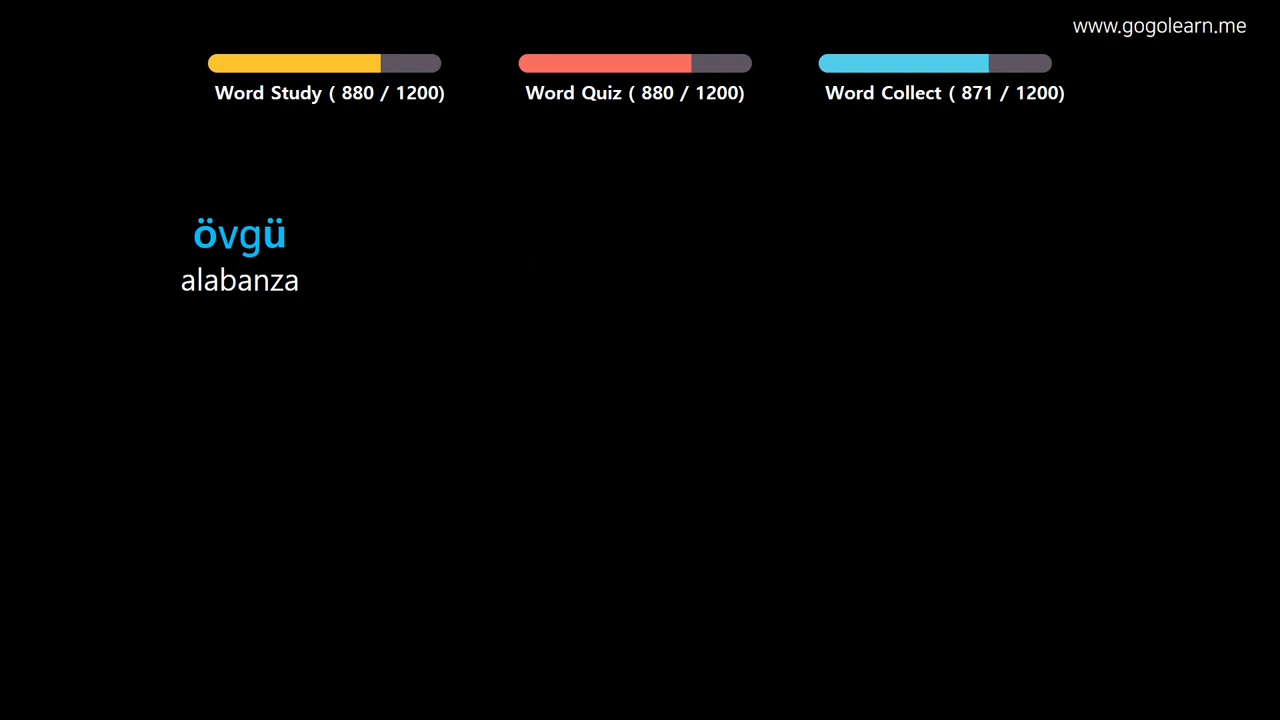 www.gogolearn.me
Word Study ( 880 / 1200)
Word Quiz ( 880 / 1200)
Word Collect ( 871 / 1200)
övgü
alabanza